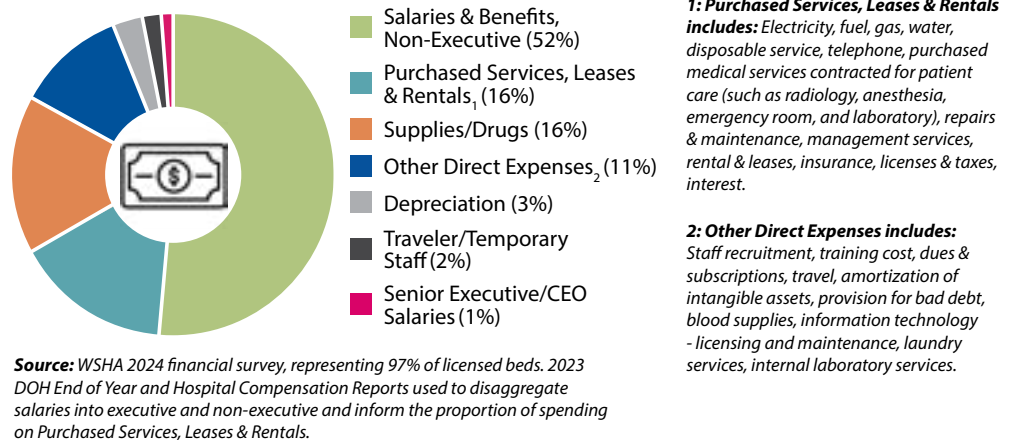 Salaries & Benefits,
Non-Executive (52%)
Purchased Services, Leases
& Rentals1 (16%)
Supplies/Drugs (16%)
Other Direct Expenses2 (11%)
Depreciation (3%)
Traveler/Temporary
Staff (2%)
Senior Executive/CEO
Salaries (1%)
$
Source: WSHA 2024 financial survey, representing 97% of licensed beds. 2023
DOH End of Year and Hospital Compensation Reports used to disaggregate
salaries into executive and non-executive and inform the proportion of spending
on Purchased Services, Leases & Rentals.
1: Purchased Services, Leases & Rentals
includes: Electricity, fuel, gas, water,
disposable service, telephone, purchased
medical services contracted for patient
care (such as radiology, anesthesia,
emergency room, and laboratory), repairs
& maintenance, management services,
rental & leases, insurance, licenses & taxes,
interest.
2: Other Direct Expenses includes:
Staff recruitment, training cost, dues &
subscriptions, travel, amortization of
intangible assets, provision for bad debt,
blood supplies, information technology
- licensing and maintenance, laundry
services, internal laboratory services.